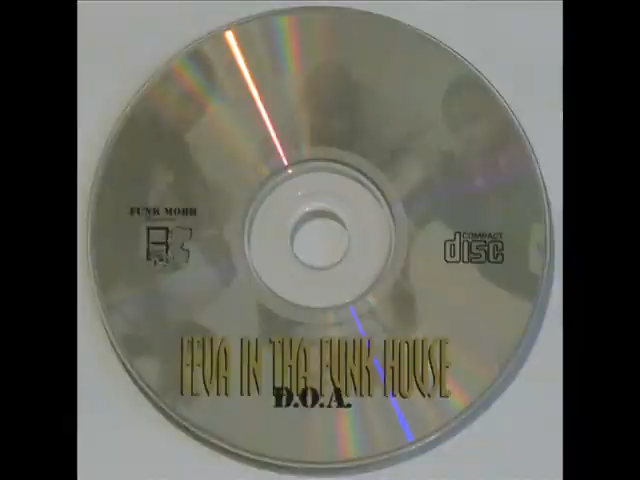 FUNK MOBB
COMPACT
disc
FEVA IN THA FUNK HOUSE
D.O.A.